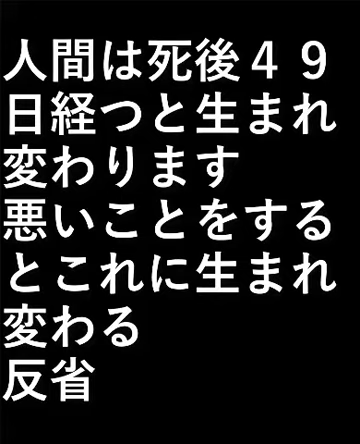 人間は死後４９
日経つと生まれ
変わります
悪いことをする
とこれに生まれ
変わる
反省